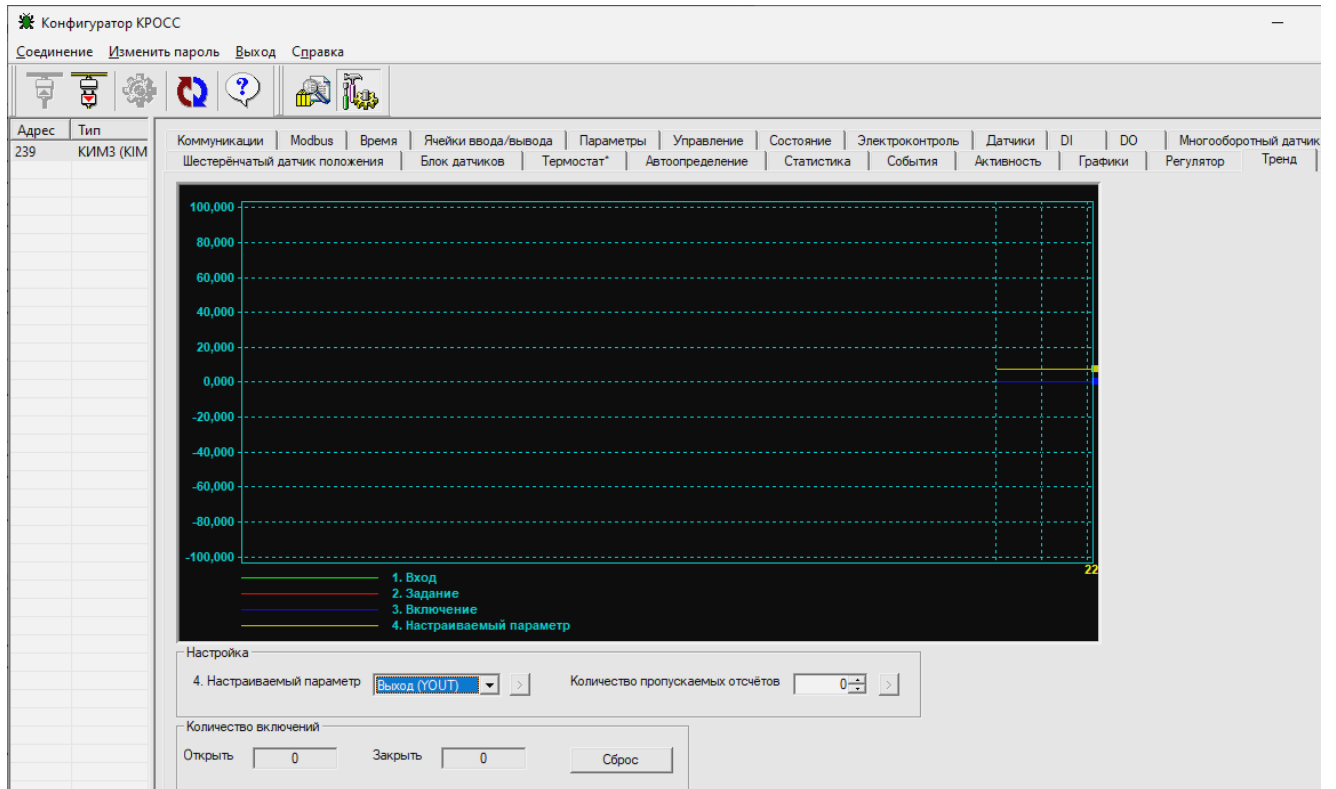 Конфигуратор КРОСС
Соединение Изменить пароль Выход Справка
Адрес Тип
239 КИМ3 (KIM
Коммуникации Modbus Время Ячейки ввода/вывода Параметры Управление Состояние Электроконтроль Датчики DI DO Многооборотный датчик
Шестерёнчатый датчик положения Блок датчиков Термостат* Автоопределение Статистика События Активность Графики Регулятор Тренд
100,000
80,000
60,000
40,000
20,000
0,000
-20,000
-40,000
-60,000
-80,000
-100,000
22
1. Вход
2. Задание
3. Включение
4. Настраиваемый параметр
Настройка
4. Настраиваемый параметр Выход (YOUT) > Количество пропускаемых отсчётов 0 >
Количество включений
Открыть 0 Закрыть 0 Сброс